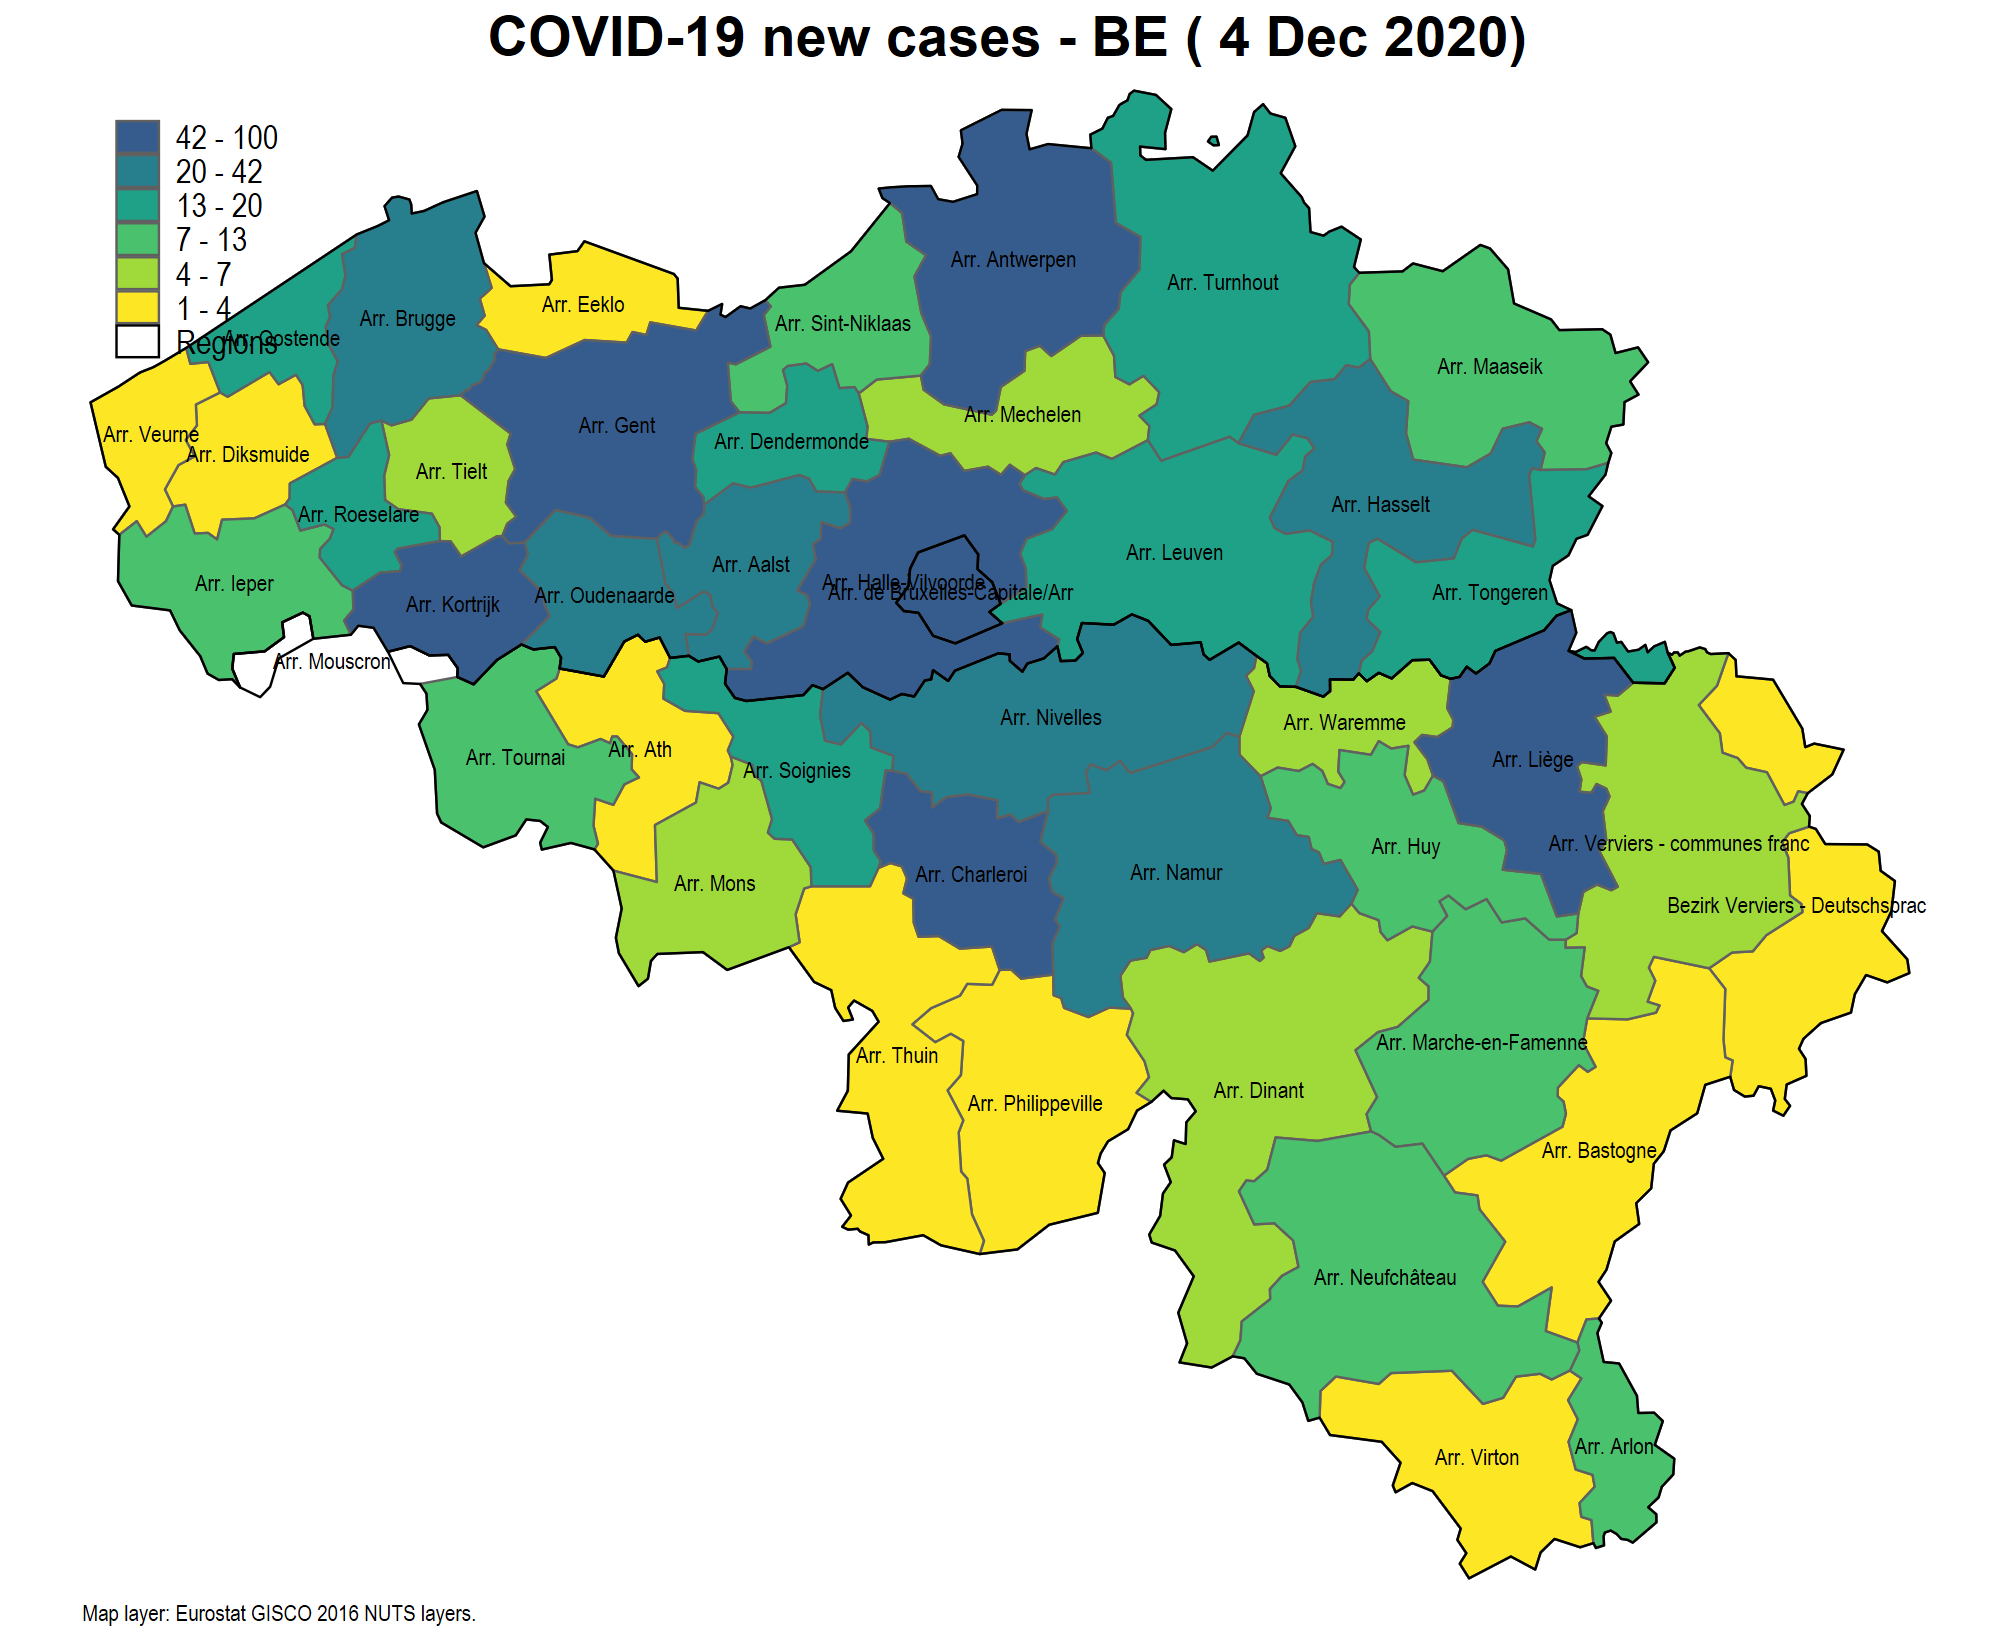 COVID-19 new cases - BE ( 4 Dec 2020)
42 - 100
20 - 42
13 - 20
7 - 13
4 - 7
1 - 4
Regions
Arr. Antwerpen
Arr. Turnhout
Arr. Eeklo
Arr. Brugge
Arr. Sint-Niklaas
Arr. Oostende
Arr. Maaseik
Arr. Mechelen
Arr. Gent
Arr. Veurne
Arr. Dendermonde
Arr. Diksmuide
Arr. Tielt
Arr. Hasselt
Arr. Roeselare
Arr. Leuven
Arr. Aalst
Arr. Ieper
Arr. Halle-Vilvoorde
Arr. de Bruxelles-Capitale/Arr
Arr. Tongeren
Arr. Oudenaarde
Arr. Kortrijk
Arr. Mouscron
Arr. Nivelles
Arr. Waremme
Arr. Ath
Arr. Tournai
Arr. Liège
Arr. Soignies
Arr. Verviers - communes franc
Arr. Huy
Arr. Namur
Arr. Charleroi
Arr. Mons
Bezirk Verviers - Deutschsprac
Arr. Marche-en-Famenne
Arr. Thuin
Arr. Dinant
Arr. Philippeville
Arr. Bastogne
Arr. Neufchâteau
Arr. Arlon
Arr. Virton
Map layer: Eurostat GISCO 2016 NUTS layers.